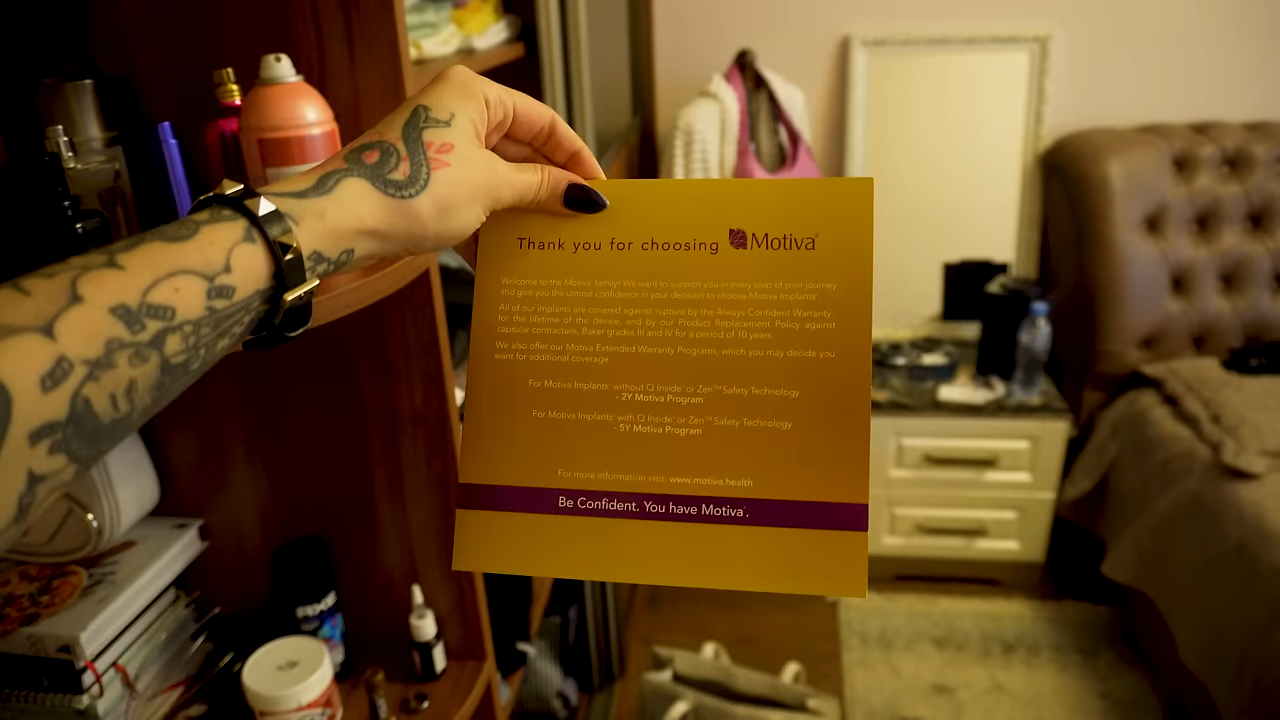 Thank you for choosing Motiva®
Welcome to the Motiva® family! We want to support you in every step of your journey
and give you the utmost confidence in your decision to choose Motiva Implants®.
All of our implants are covered against rupture by the Always Confident Warranty®,
for the lifetime of the device, and by our Product Replacement Policy against
capsular contracture, Baker grades III and IV for a period of 10 years.
We also offer our Motiva Extended Warranty Programs, which you may decide you
want for additional coverage:
For Motiva Implants® without Q Inside® or Zen™ Safety Technology
- 2Y Motiva Program®
For Motiva Implants® with Q Inside® or Zen™ Safety Technology
- 5Y Motiva Program
For more information visit: www.motiva.health
Be Confident. You have Motiva®.
AXE